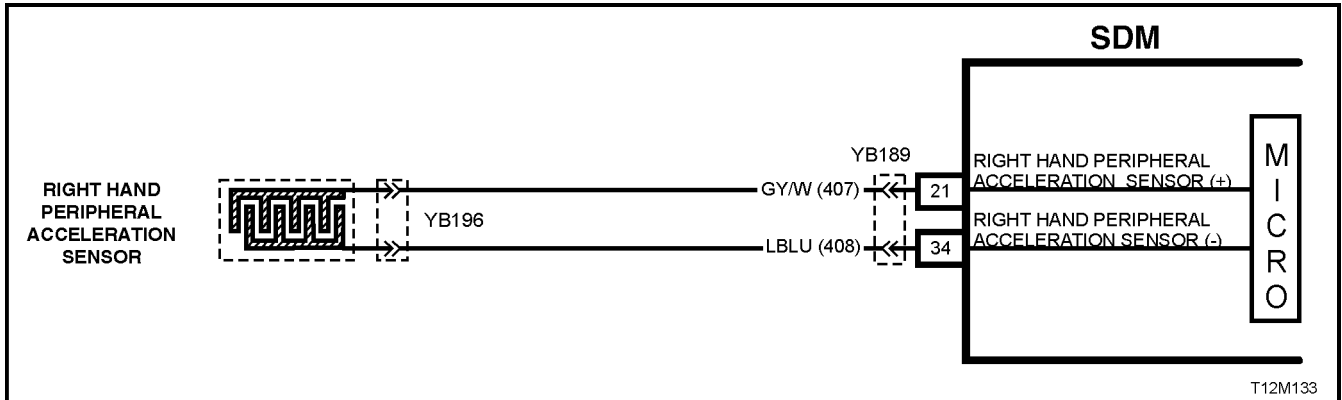 SDM
YB189
RIGHT HAND PERIPHERAL
ACCELERATION SENSOR (+)
MICRO
RIGHT HAND
PERIPHERAL
ACCELERATION
SENSOR
YB196
GY/W (407)
21
RIGHT HAND PERIPHERAL
ACCELERATION SENSOR (-)
LBLU (408)
34
T12M133